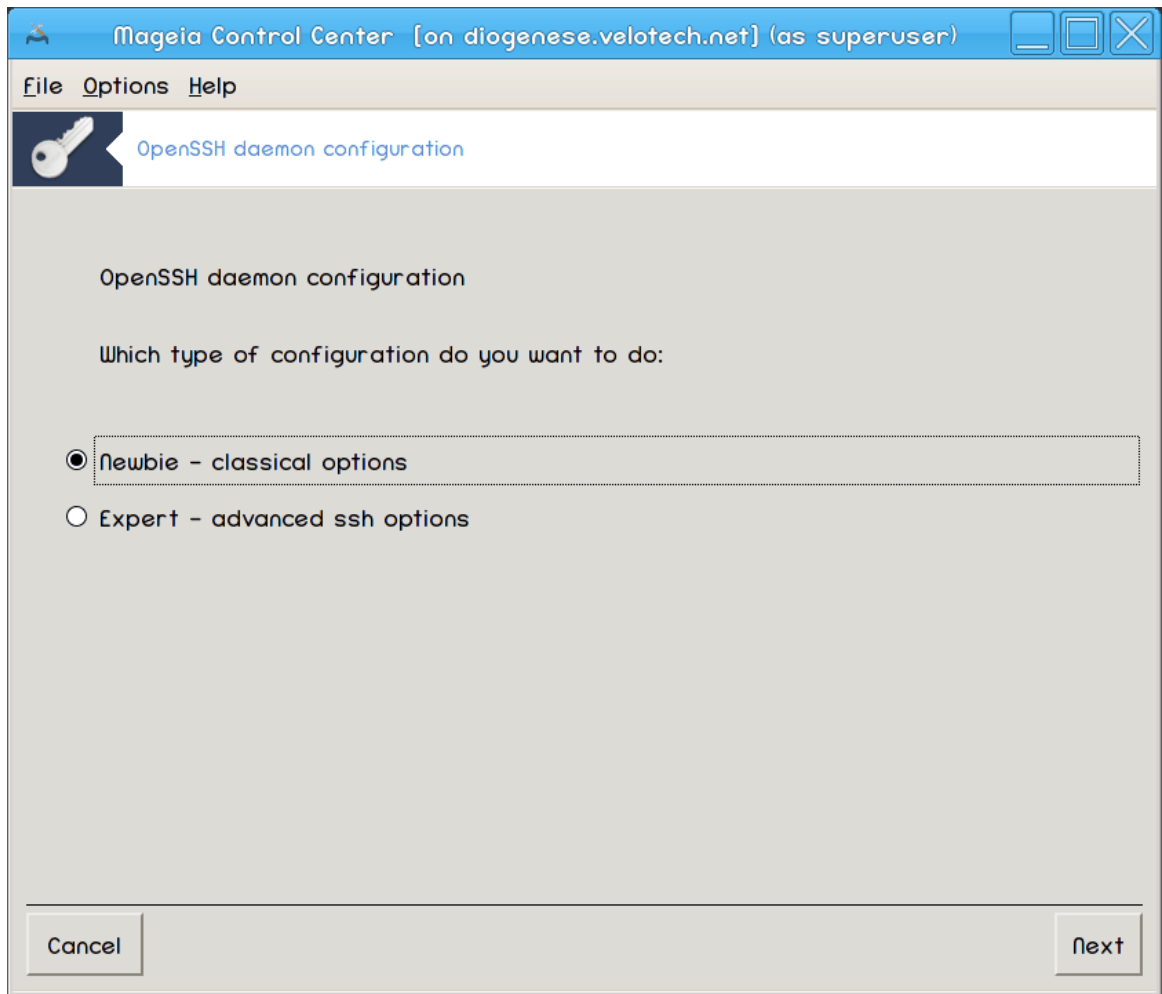 Mageia Control Center [on diogenese.velotech.net] (as superuser)
File Options Help
OpenSSH daemon configuration
OpenSSH daemon configuration
Which type of configuration do you want to do:
Newbie - classical options
Expert - advanced ssh options
Cancel
Next